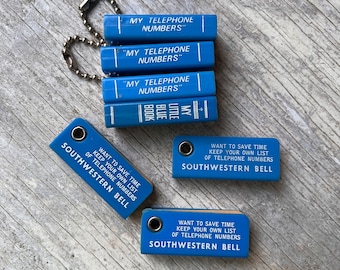 "MY TELEPHONE
NUMBERS"
"MY TELEPHONE
NUMBERS"
"MY TELEPHONE
NUMBERS"
MY
LITTLE
BLUE
BOOK
WANT TO SAVE TIME
KEEP YOUR OWN LIST
OF TELEPHONE NUMBERS
SOUTHWESTERN BELL
WANT TO SAVE TIME
KEEP YOUR OWN LIST
OF TELEPHONE NUMBERS
SOUTHWESTERN BELL
WANT TO SAVE TIME
KEEP YOUR OWN LIST
OF TELEPHONE NUMBERS
SOUTHWESTERN BELL